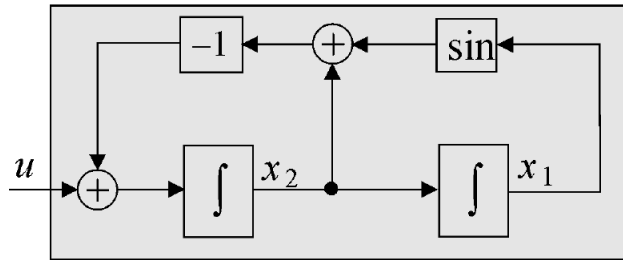 −1 + sin
u + ∫ x₂ ∫ x₁